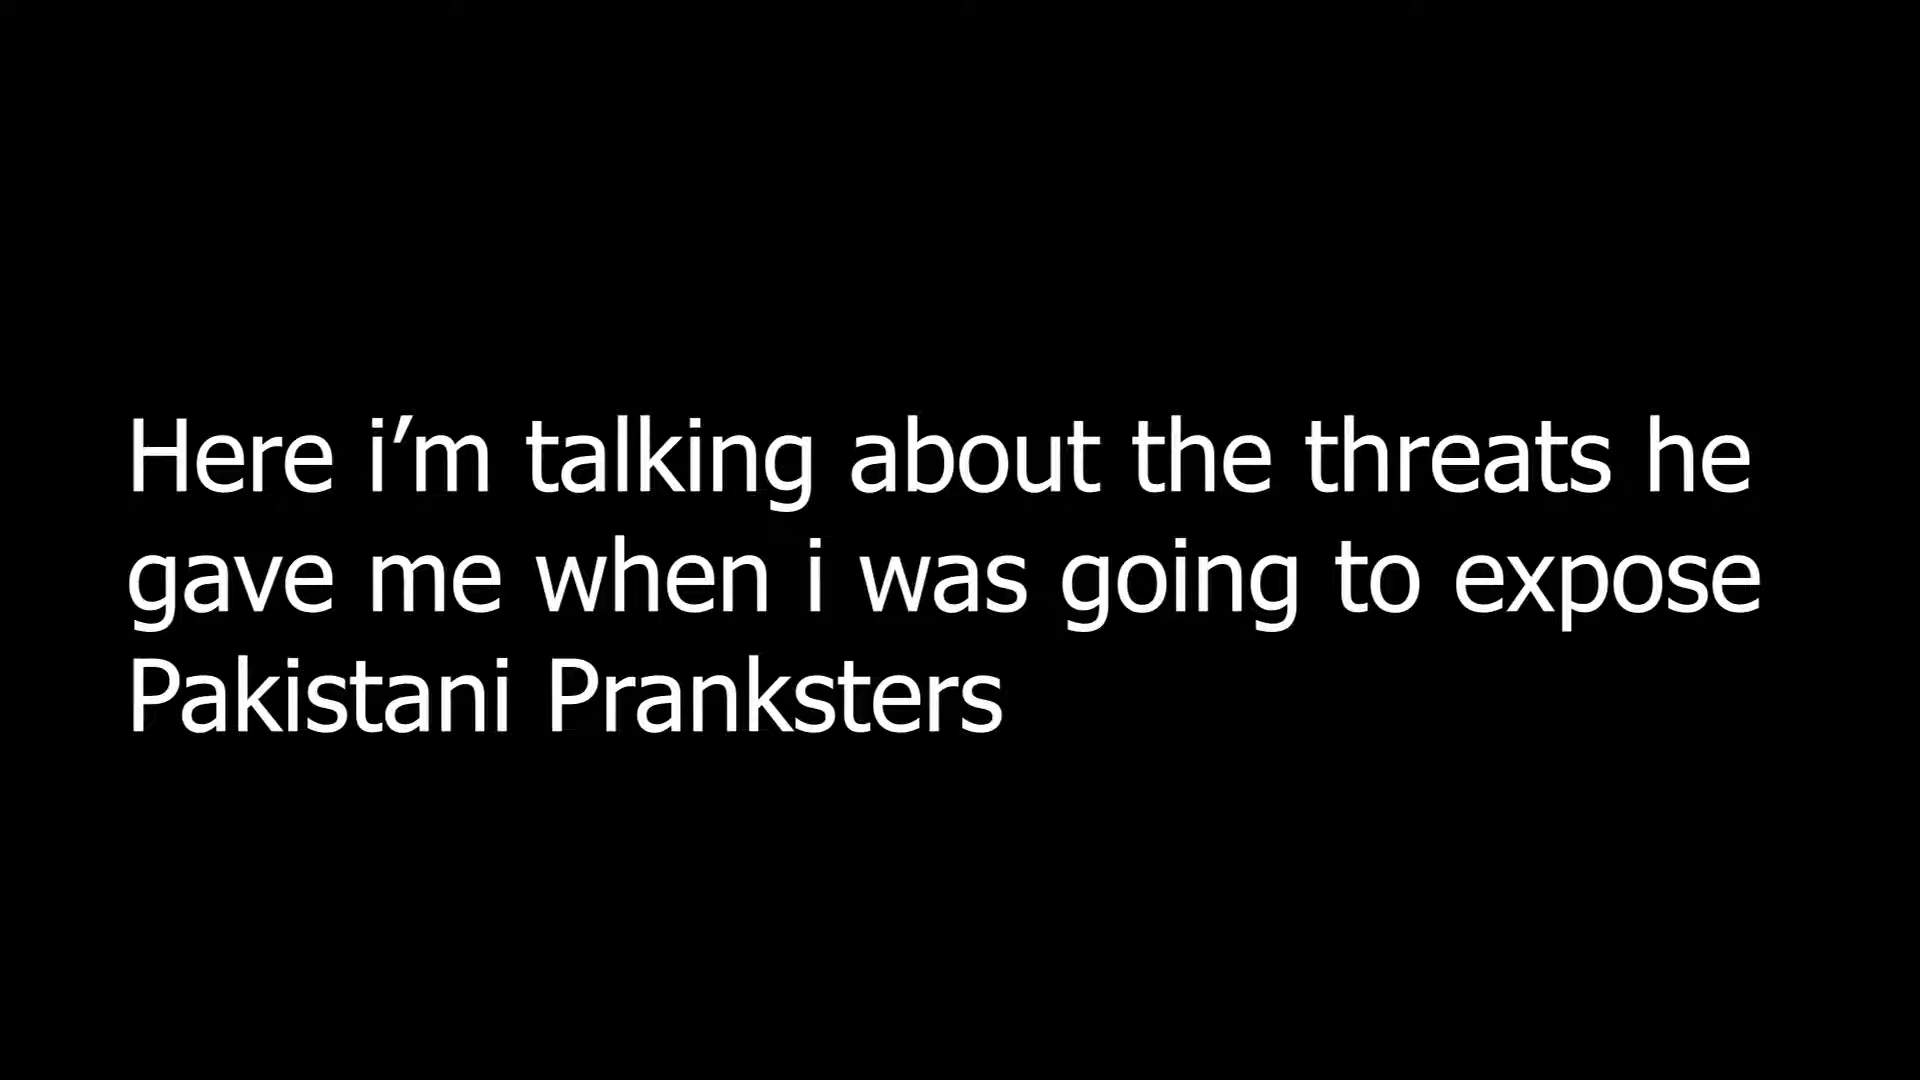 Here i’m talking about the threats he
gave me when i was going to expose
Pakistani Pranksters